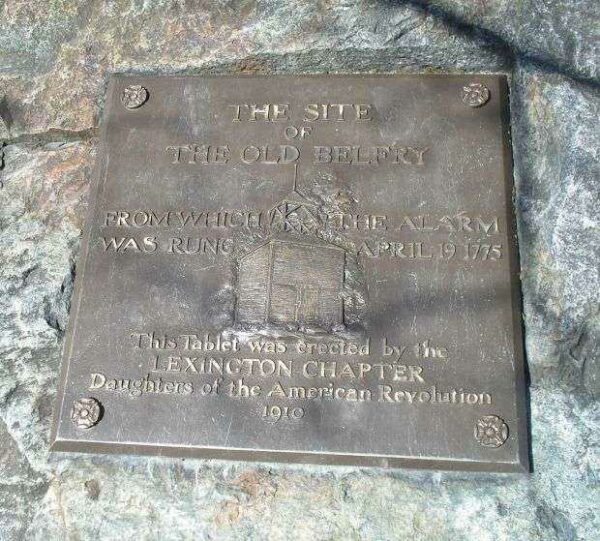 THE SITE
OF
THE OLD BELFRY
FROM WHICH THE ALARM
WAS RUNG APRIL 19 1775
This Tablet was erected by the
LEXINGTON CHAPTER
Daughters of the American Revolution
1910